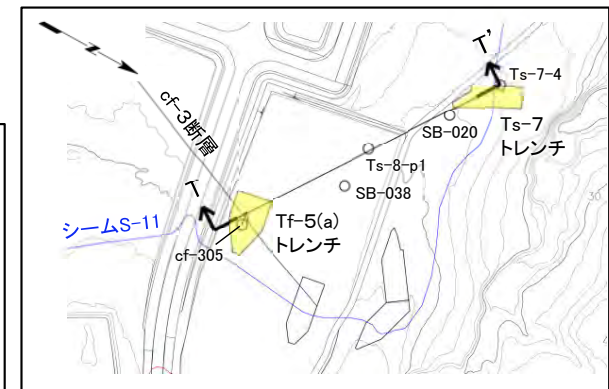 N
cf-3断層
T'
Ts-7-4
SB-020
Ts-7
トレンチ
Ts-8-p1
SB-038
T
Tf-5(a)
トレンチ
シームS-11
cf-305
30